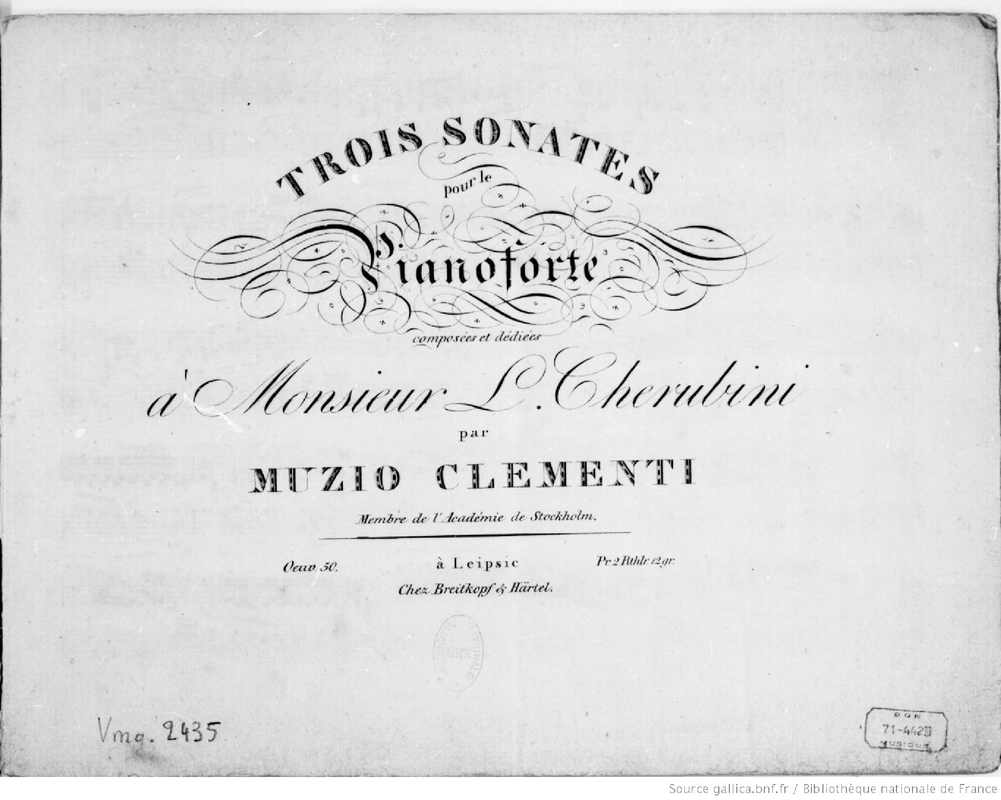 TROIS SONATES
pour le
Pianoforte
composées et dédiées
à Monsieur L. Cherubini
par
MUZIO CLEMENTI
Membre de l'Académie de Stockholm.
Oeuv. 50.
à Leipsic
Pr. 2 Rthlr. 12 gr.
Chez Breitkopf & Härtel.
Vmg. 2435
DON
71-442
MUSIQUE
Source gallica.bnf.fr / Bibliothèque nationale de France